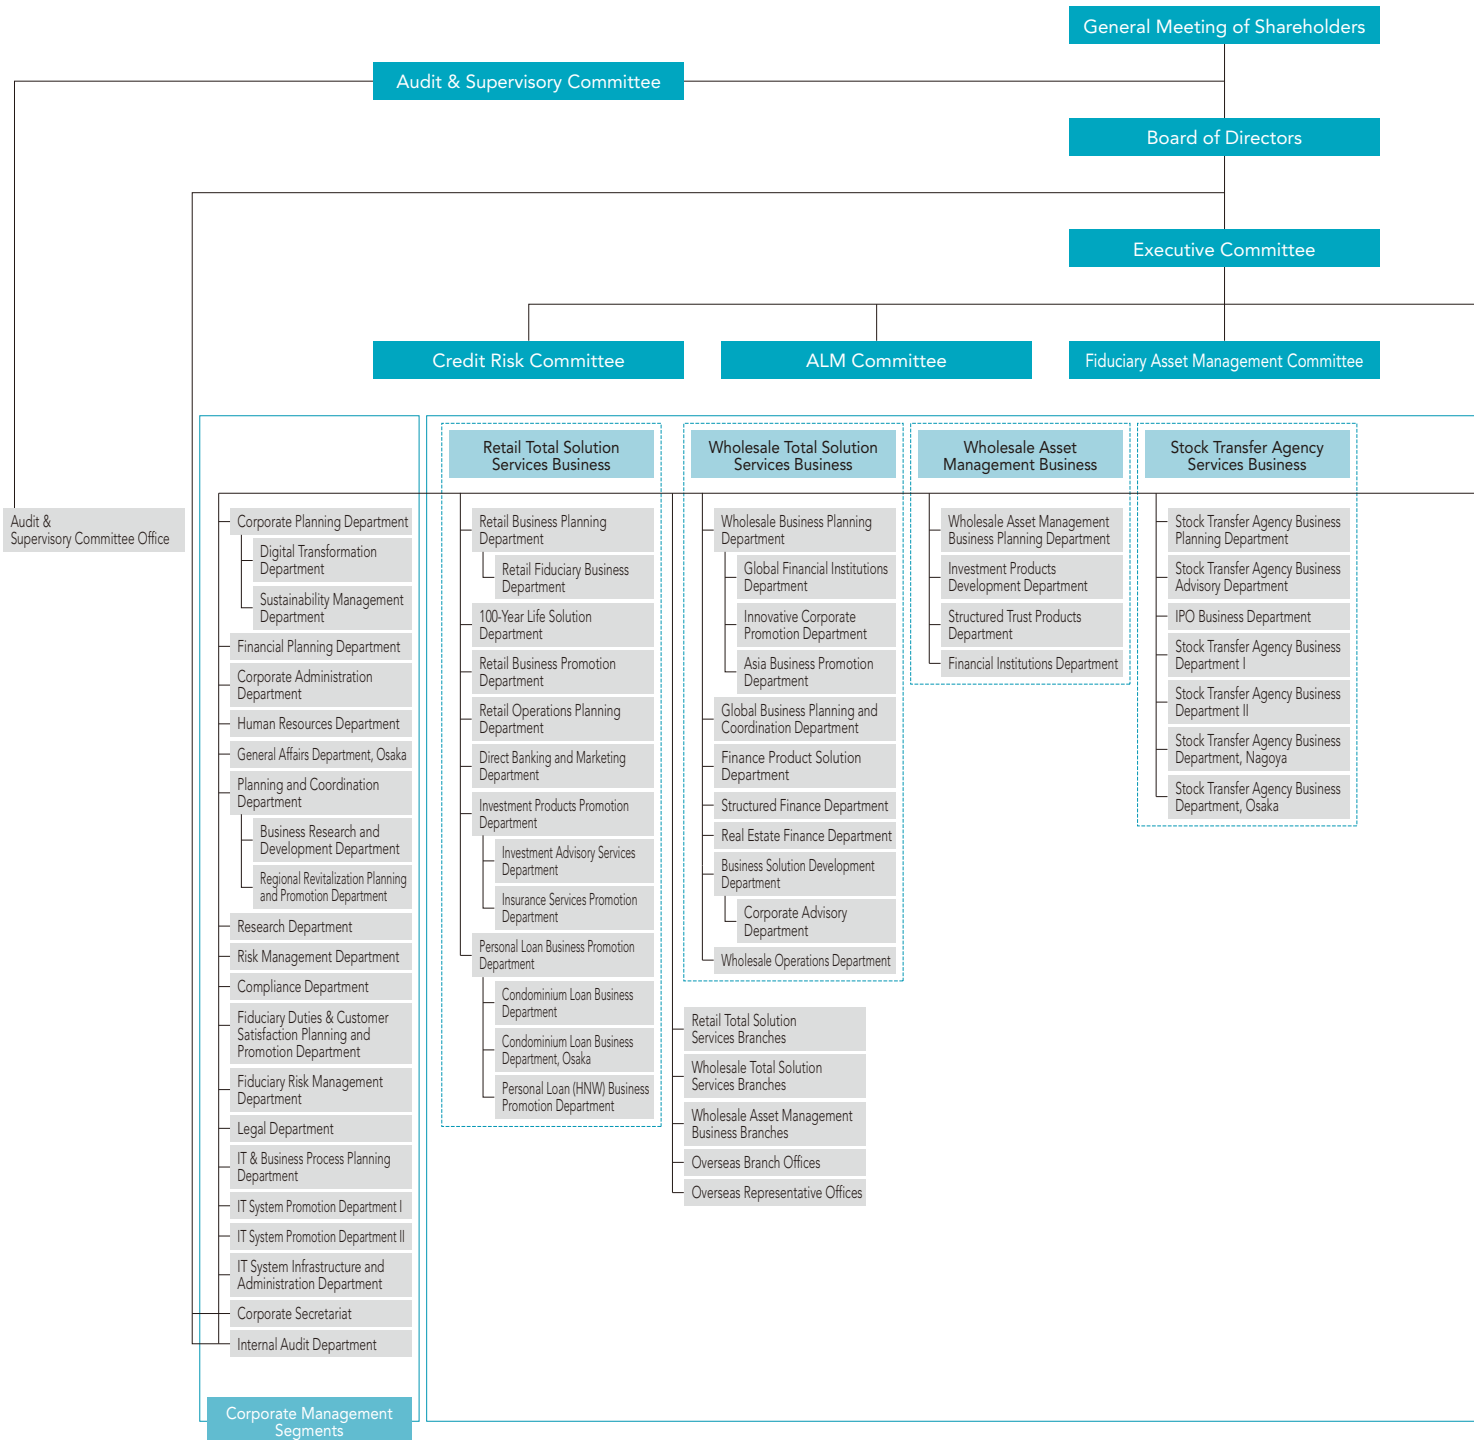 General Meeting of Shareholders
Audit & Supervisory Committee
Board of Directors
Executive Committee
Credit Risk Committee
ALM Committee
Fiduciary Asset Management Committee
Audit &
Supervisory Committee Office
Corporate Planning Department
Digital Transformation
Department
Sustainability Management
Department
Financial Planning Department
Corporate Administration
Department
Human Resources Department
General Affairs Department, Osaka
Planning and Coordination
Department
Business Research and
Development Department
Regional Revitalization Planning
and Promotion Department
Research Department
Risk Management Department
Compliance Department
Fiduciary Duties & Customer
Satisfaction Planning and
Promotion Department
Fiduciary Risk Management
Department
Legal Department
IT & Business Process Planning
Department
IT System Promotion Department I
IT System Promotion Department II
IT System Infrastructure and
Administration Department
Corporate Secretariat
Internal Audit Department
Corporate Management
Segments
Retail Total Solution
Services Business
Retail Business Planning
Department
Retail Fiduciary Business
Department
100-Year Life Solution
Department
Retail Business Promotion
Department
Retail Operations Planning
Department
Direct Banking and Marketing
Department
Investment Products Promotion
Department
Investment Advisory Services
Department
Insurance Services Promotion
Department
Personal Loan Business Promotion
Department
Condominium Loan Business
Department
Condominium Loan Business
Department, Osaka
Personal Loan (HNW) Business
Promotion Department
Wholesale Total Solution
Services Business
Wholesale Business Planning
Department
Global Financial Institutions
Department
Innovative Corporate
Promotion Department
Asia Business Promotion
Department
Global Business Planning and
Coordination Department
Finance Product Solution
Department
Structured Finance Department
Real Estate Finance Department
Business Solution Development
Department
Corporate Advisory
Department
Wholesale Operations Department
Retail Total Solution
Services Branches
Wholesale Total Solution
Services Branches
Wholesale Asset Management
Business Branches
Overseas Branch Offices
Overseas Representative Offices
Wholesale Asset
Management Business
Wholesale Asset Management
Business Planning Department
Investment Products
Development Department
Structured Trust Products
Department
Financial Institutions Department
Stock Transfer Agency
Services Business
Stock Transfer Agency Business
Planning Department
Stock Transfer Agency Business
Advisory Department
IPO Business Department
Stock Transfer Agency Business
Department I
Stock Transfer Agency Business
Department II
Stock Transfer Agency Business
Department, Nagoya
Stock Transfer Agency Business
Department, Osaka